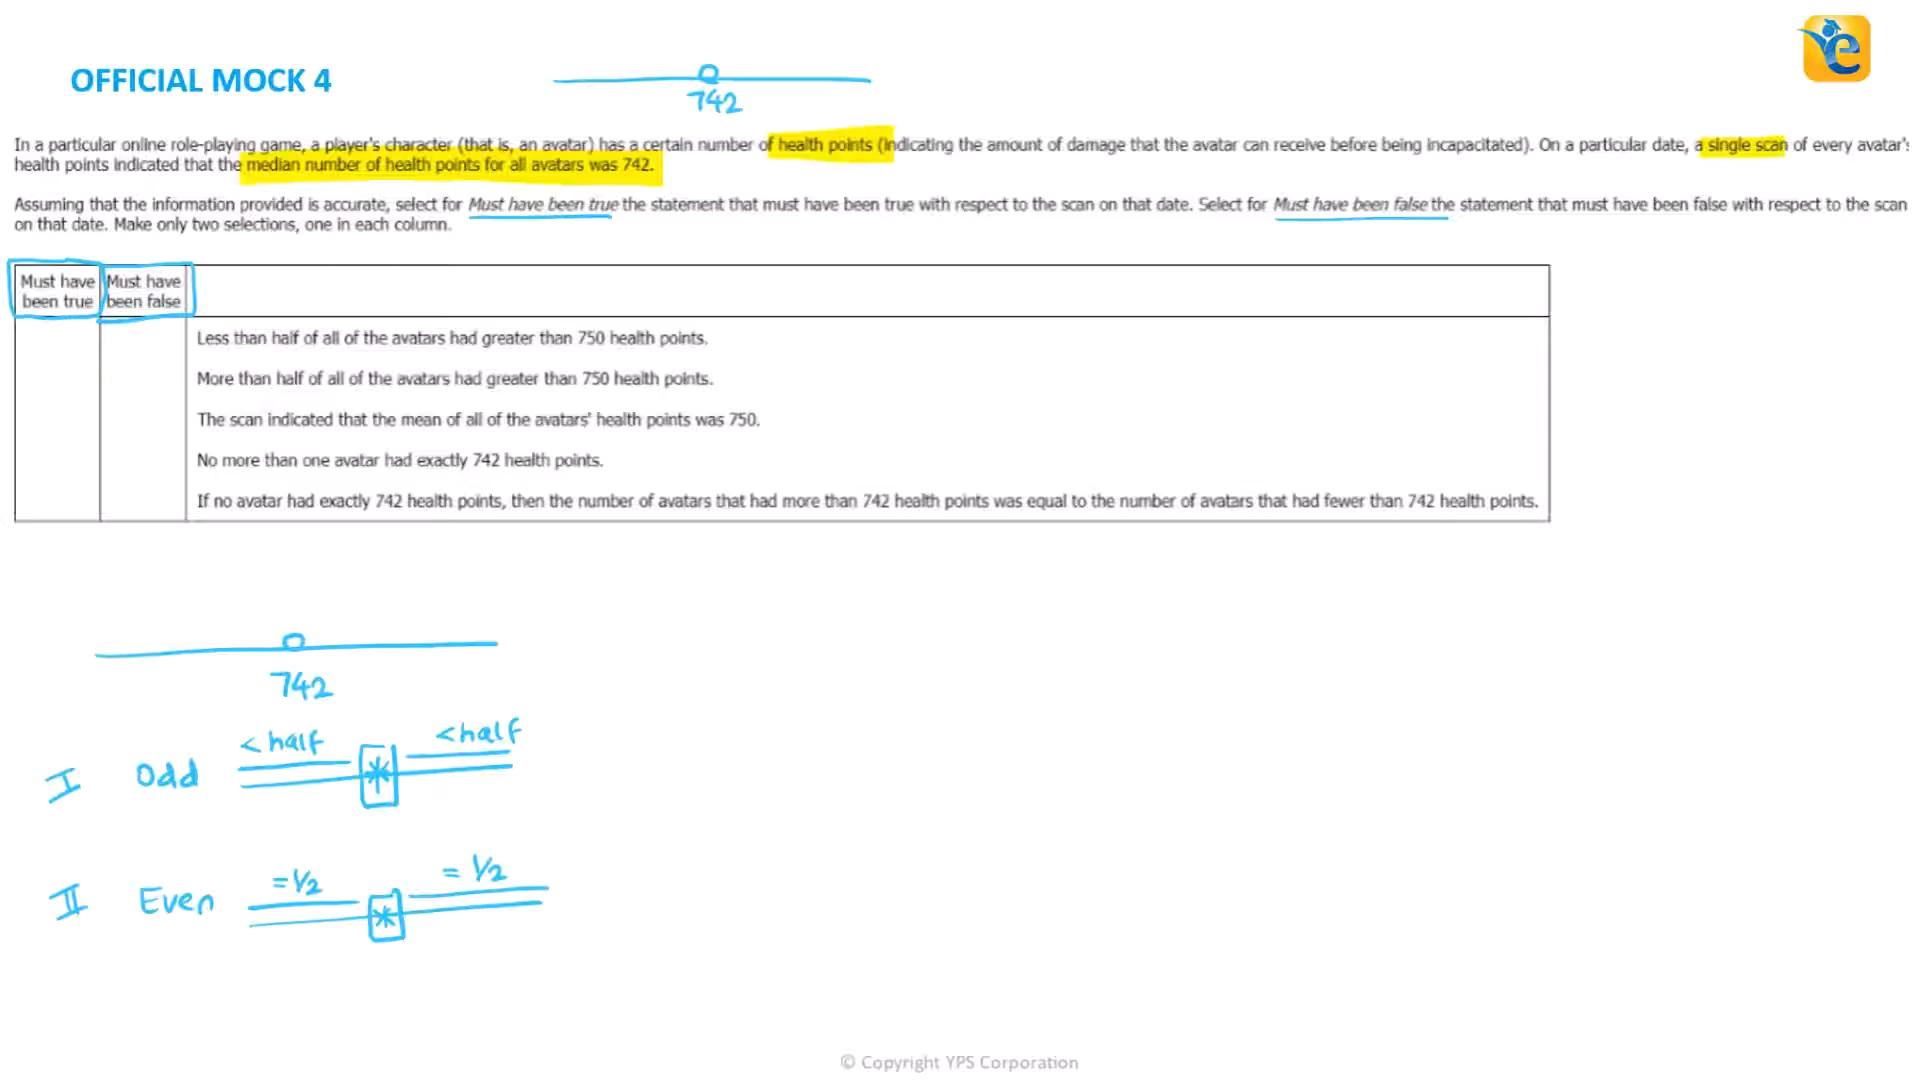 OFFICIAL MOCK 4
742
In a particular online role-playing game, a player's character (that is, an avatar) has a certain number of health points (indicating the amount of damage that the avatar can receive before being incapacitated). On a particular date, a single scan of every avatar's
health points indicated that the median number of health points for all avatars was 742.
Assuming that the information provided is accurate, select for Must have been true the statement that must have been true with respect to the scan on that date. Select for Must have been false the statement that must have been false with respect to the scan
on that date. Make only two selections, one in each column.
Must have been true
Must have been false
Less than half of all of the avatars had greater than 750 health points.
More than half of all of the avatars had greater than 750 health points.
The scan indicated that the mean of all of the avatars' health points was 750.
No more than one avatar had exactly 742 health points.
If no avatar had exactly 742 health points, then the number of avatars that had more than 742 health points was equal to the number of avatars that had fewer than 742 health points.
742
<half <half
I Odd *
= 1/2 = 1/2
II Even *
© Copyright YPS Corporation